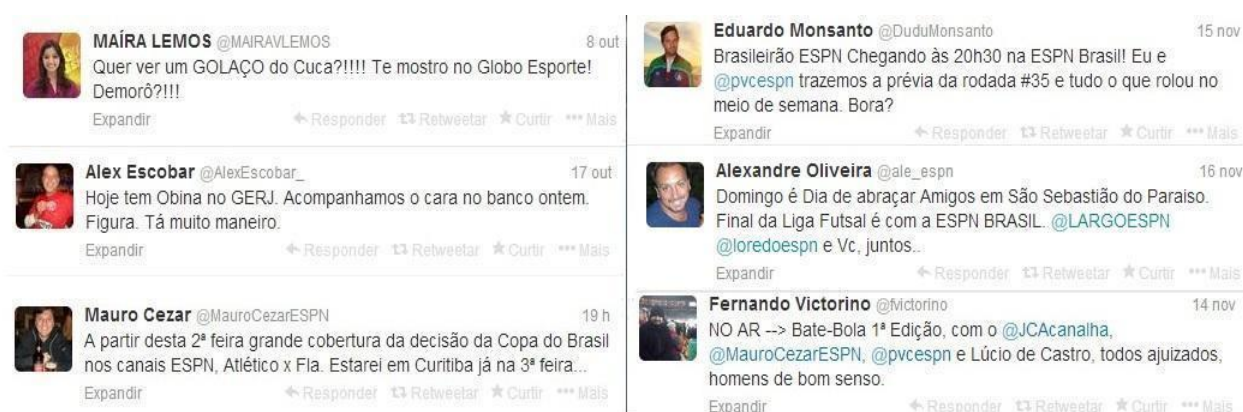 MAÍRA LEMOS @MAIRAVLEMOS 8 out
Quer ver um GOLAÇO do Cuca?!!!! Te mostro no Globo Esporte!
Demorô?!!!
Expandir Responder Retweetar Curtir Mais
Alex Escobar @AlexEscobar_ 17 out
Hoje tem Obina no GERJ. Acompanhamos o cara no banco ontem.
Figura. Tá muito maneiro.
Expandir Responder Retweetar Curtir Mais
Mauro Cezar @MauroCezarESPN 19 h
A partir desta 2ª feira grande cobertura da decisão da Copa do Brasil
nos canais ESPN, Atlético x Fla. Estarei em Curitiba já na 3ª feira...
Expandir Responder Retweetar Curtir Mais
Eduardo Monsanto @DuduMonsanto 15 nov
Brasileirão ESPN Chegando às 20h30 na ESPN Brasil! Eu e
@pvcespn trazemos a prévia da rodada #35 e tudo o que rolou no
meio de semana. Bora?
Expandir Responder Retweetar Curtir Mais
Alexandre Oliveira @ale_espn 16 nov
Domingo é Dia de abraçar Amigos em São Sebastião do Paraiso.
Final da Liga Futsal é com a ESPN BRASIL. @LARGOESPN
@loredoespn e Vc, juntos..
Expandir Responder Retweetar Curtir Mais
Fernando Victorino @fvictorino 14 nov
NO AR --> Bate-Bola 1ª Edição, com o @JCAcanalha,
@MauroCezarESPN, @pvcespn e Lúcio de Castro, todos ajuizados,
homens de bom senso.
Expandir Responder Retweetar Curtir Mais